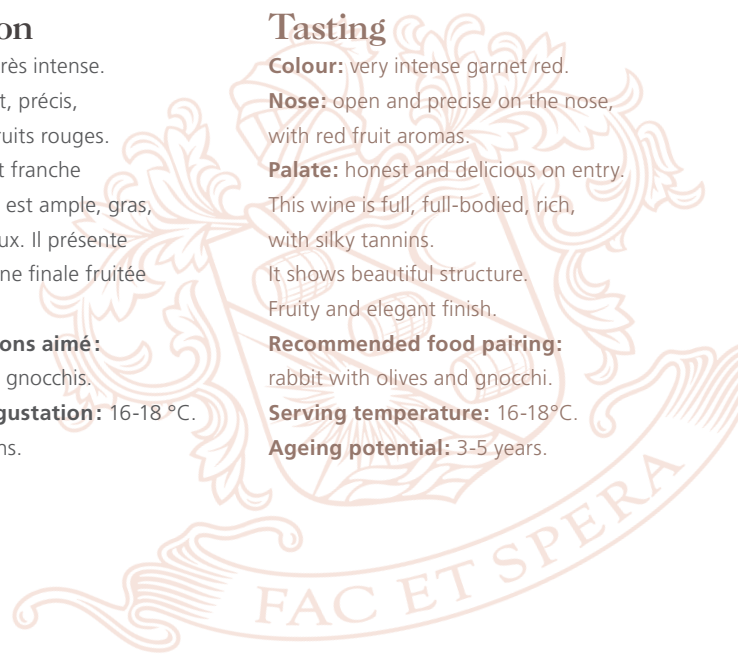 on
rès intense.
t, précis,
ruits rouges.
t franche
est ample, gras,
ux. Il présente
ne finale fruitée
ons aimé :
gnocchis.
gustation : 16-18 °C.
ns.
Tasting
Colour: very intense garnet red.
Nose: open and precise on the nose,
with red fruit aromas.
Palate: honest and delicious on entry.
This wine is full, full-bodied, rich,
with silky tannins.
It shows beautiful structure.
Fruity and elegant finish.
Recommended food pairing:
rabbit with olives and gnocchi.
Serving temperature: 16-18°C.
Ageing potential: 3-5 years.
FAC ET SPERA